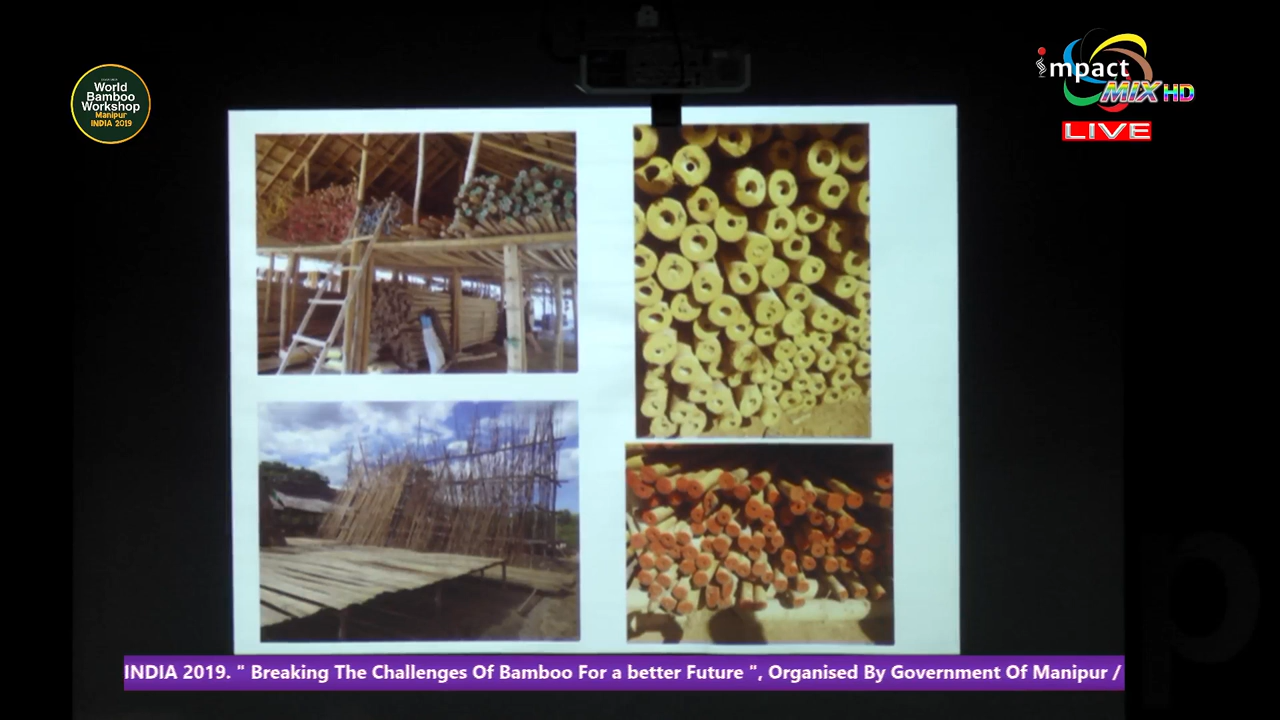 World
Bamboo
Workshop
Manipur
INDIA 2019
impact
MIX HD
LIVE
INDIA 2019. " Breaking The Challenges Of Bamboo For a better Future ", Organised By Government Of Manipur /